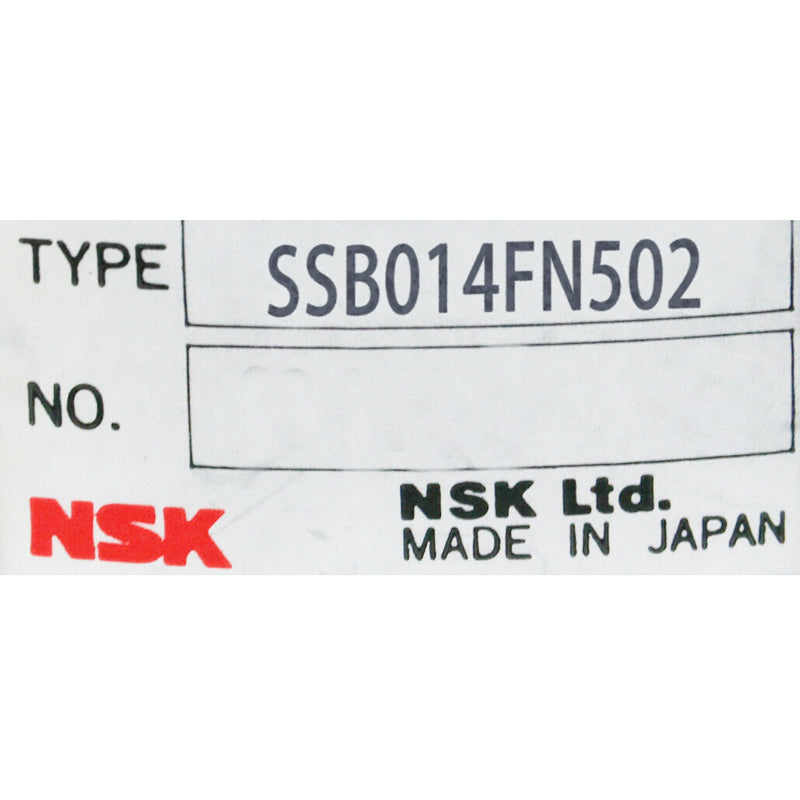 TYPE SSB014FN502
NO.
NSK NSK Ltd.
MADE IN JAPAN